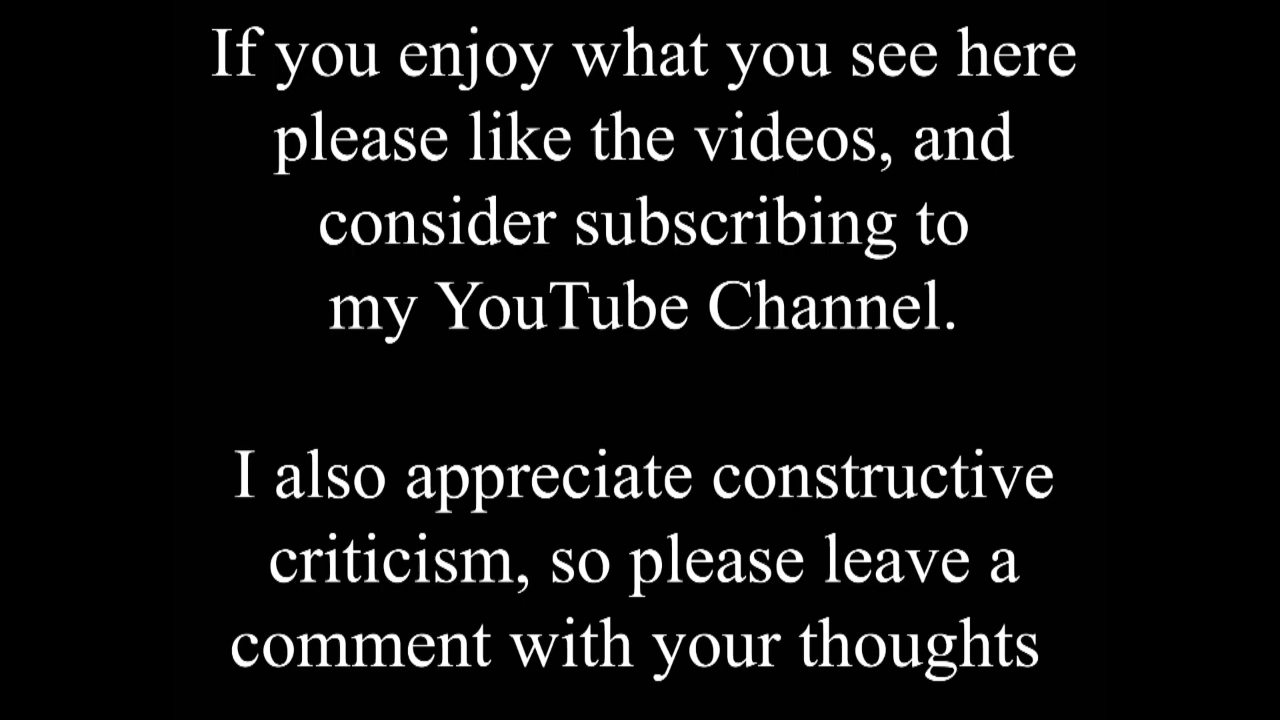 If you enjoy what you see here
please like the videos, and
consider subscribing to
my YouTube Channel.
I also appreciate constructive
criticism, so please leave a
comment with your thoughts